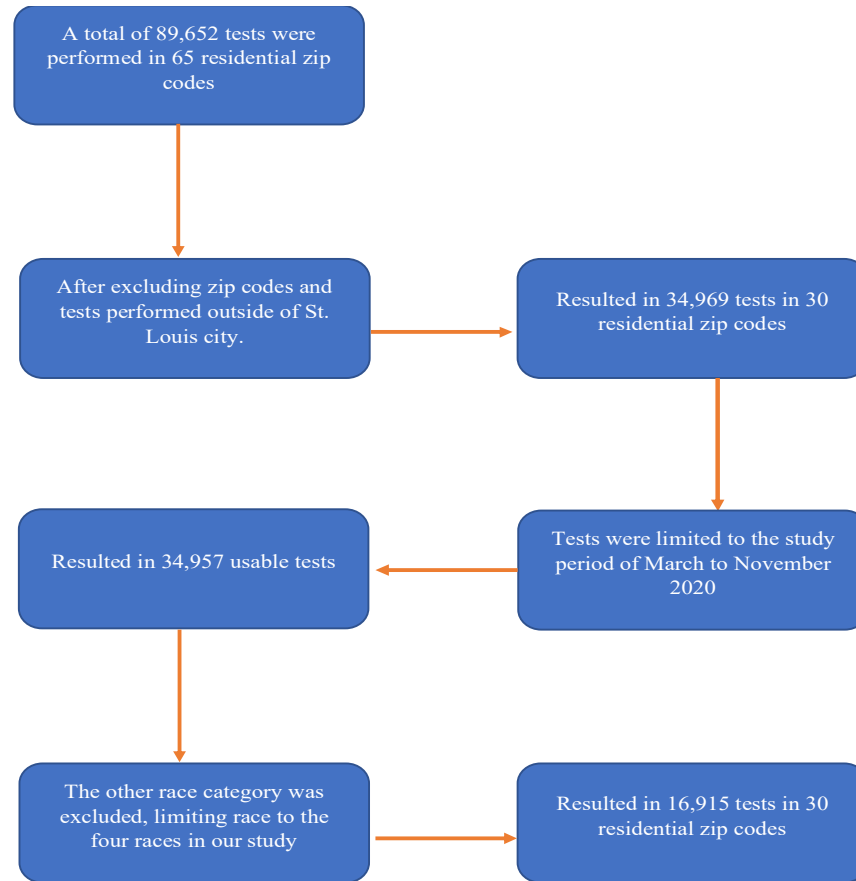 A total of 89,652 tests were
performed in 65 residential zip
codes
After excluding zip codes and
tests performed outside of St.
Louis city.
Resulted in 34,969 tests in 30
residential zip codes
Tests were limited to the study
period of March to November
2020
Resulted in 34,957 usable tests
The other race category was
excluded, limiting race to the
four races in our study
Resulted in 16,915 tests in 30
residential zip codes